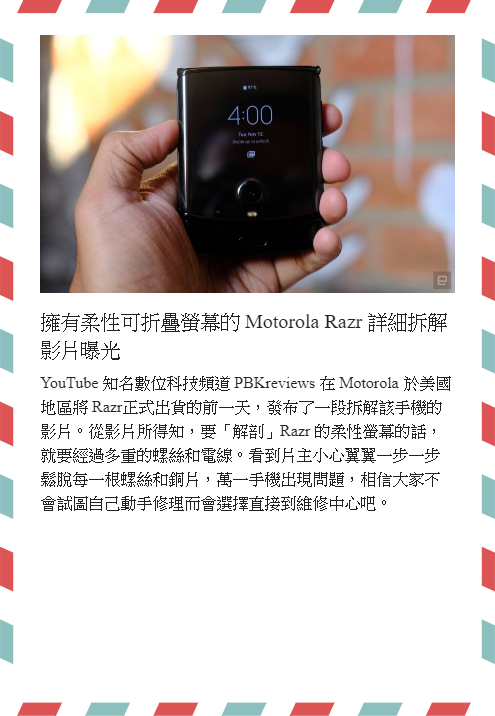 91%
4:00
Tue, Nov 12
擁有柔性可折疊螢幕的 Motorola Razr 詳細拆解
影片曝光
YouTube 知名數位科技頻道 PBKreviews 在 Motorola 於美國
地區將 Razr正式出貨的前一天，發布了一段拆解該手機的
影片。從影片所得知，要「解剖」Razr 的柔性螢幕的話，
就要經過多重的螺絲和電線。看到片主小心翼翼一步一步
鬆脫每一根螺絲和銅片，萬一手機出現問題，相信大家不
會試圖自己動手修理而會選擇直接到維修中心吧。